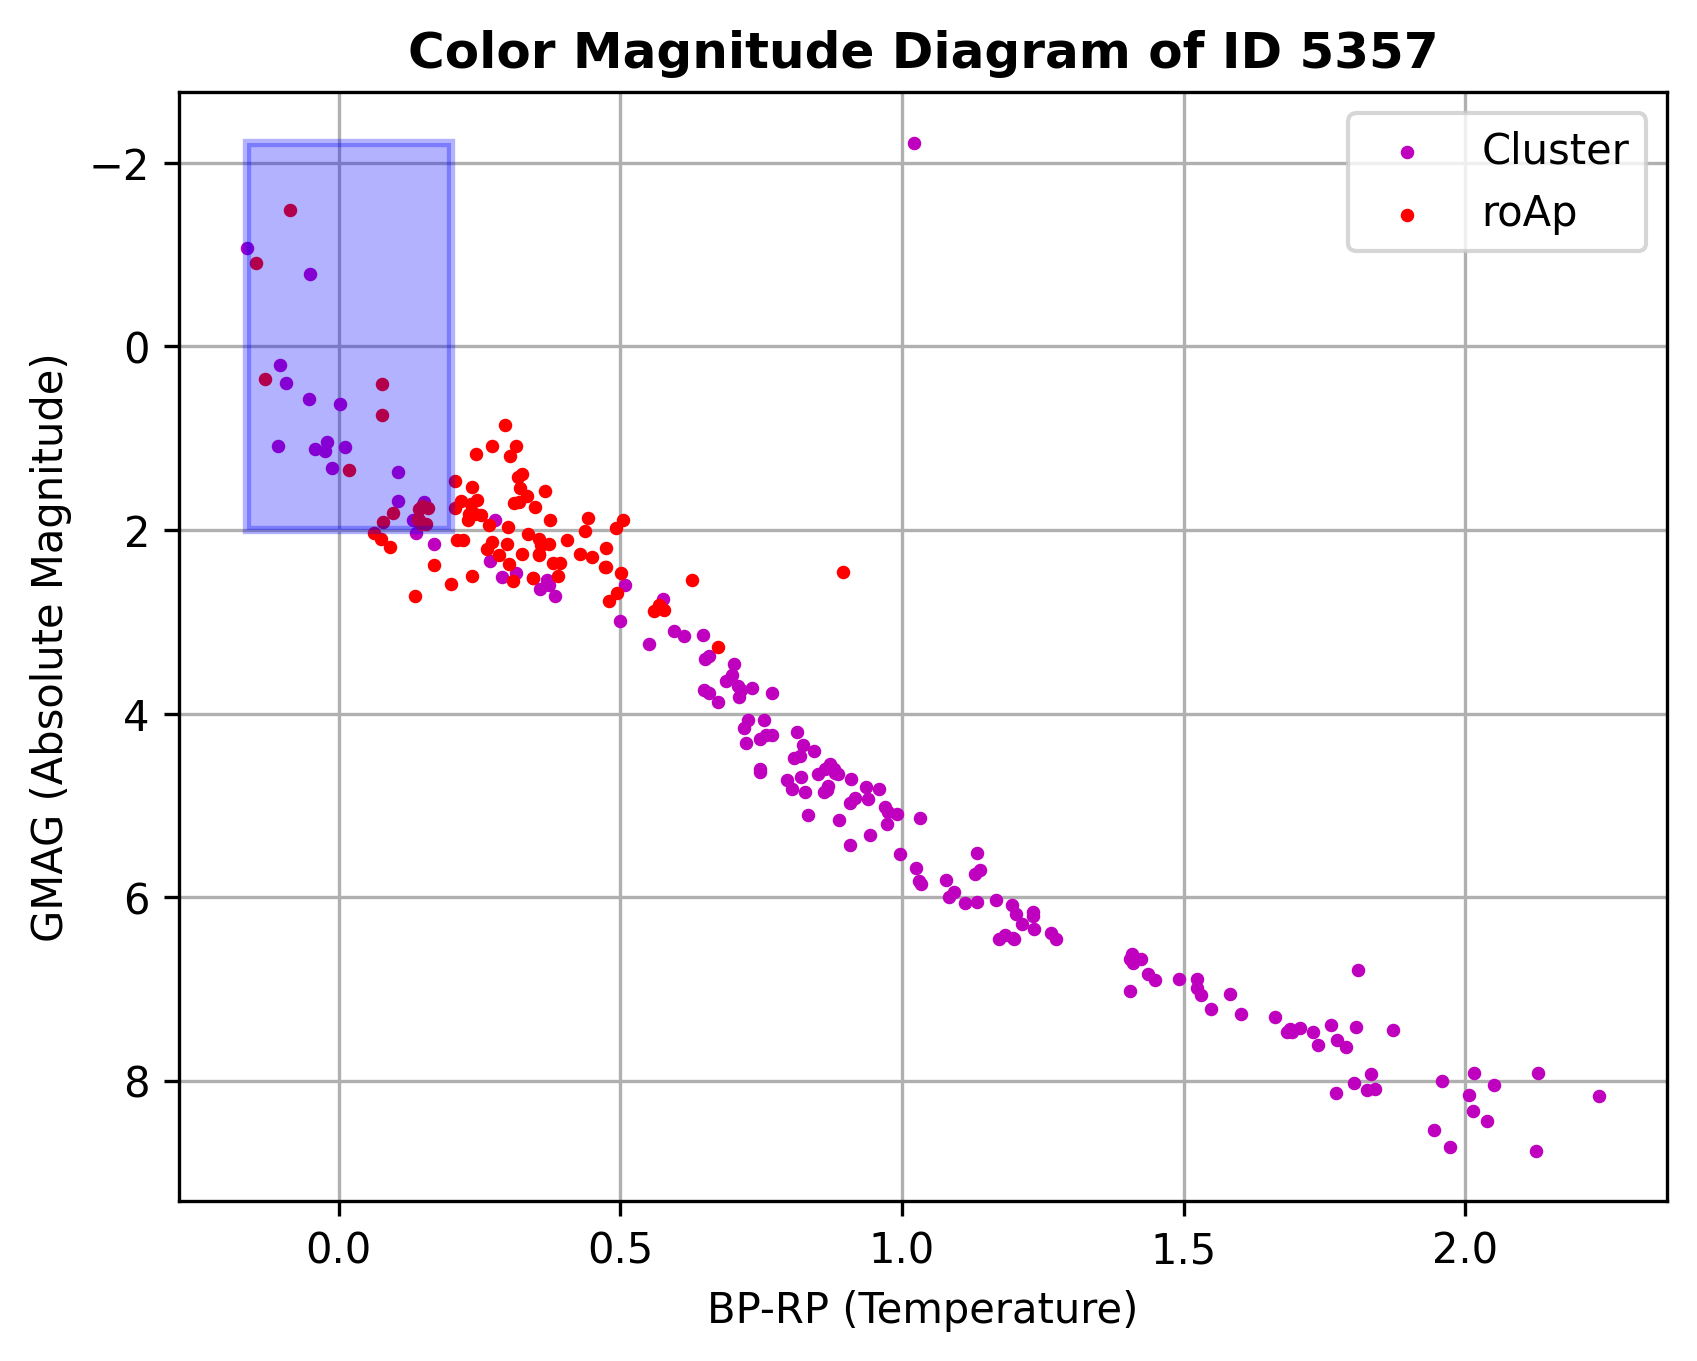 Color Magnitude Diagram of ID 5357
Cluster
roAp
GMAG (Absolute Magnitude)
−2
0
2
4
6
8
0.0 0.5 1.0 1.5 2.0
BP-RP (Temperature)